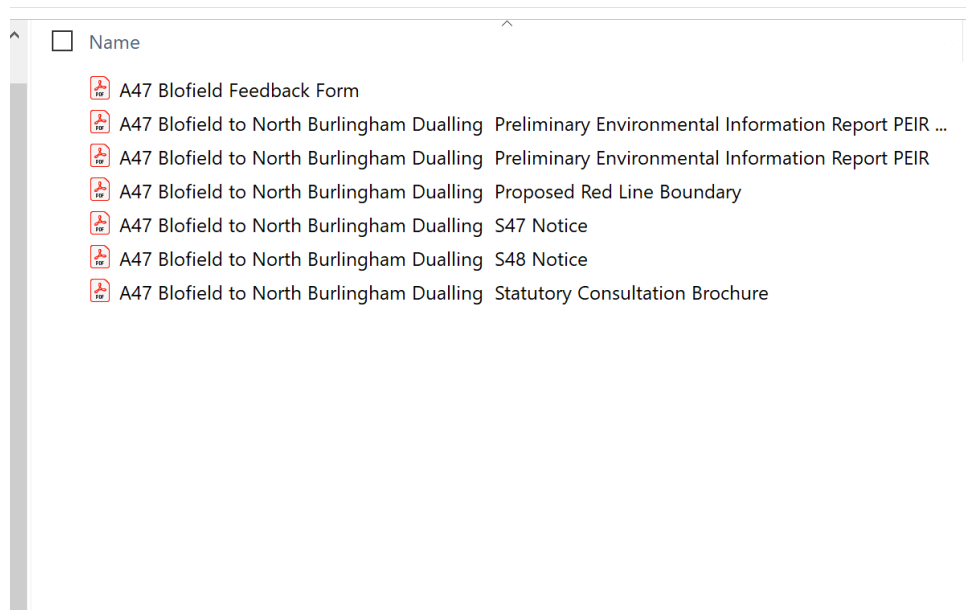 Name
A47 Blofield Feedback Form
A47 Blofield to North Burlingham Dualling  Preliminary Environmental Information Report PEIR ...
A47 Blofield to North Burlingham Dualling  Preliminary Environmental Information Report PEIR
A47 Blofield to North Burlingham Dualling  Proposed Red Line Boundary
A47 Blofield to North Burlingham Dualling  S47 Notice
A47 Blofield to North Burlingham Dualling  S48 Notice
A47 Blofield to North Burlingham Dualling  Statutory Consultation Brochure